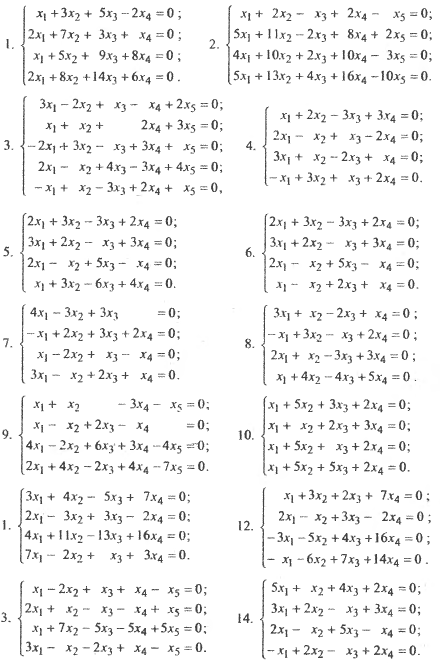 1.
x₁ + 3x₂ + 5x₃ − 2x₄ = 0 ;
2x₁ + 7x₂ + 3x₃ + x₄ = 0 ;
x₁ + 5x₂ + 9x₃ + 8x₄ = 0 ;
2x₁ + 8x₂ + 14x₃ + 6x₄ = 0 .
2.
x₁ + 2x₂ − x₃ + 2x₄ − x₅ = 0;
5x₁ + 11x₂ − 2x₃ + 8x₄ + 2x₅ = 0;
4x₁ + 10x₂ + 2x₃ + 10x₄ − 3x₅ = 0;
5x₁ + 13x₂ + 4x₃ + 16x₄ − 10x₅ = 0.
3.
3x₁ − 2x₂ + x₃ − x₄ + 2x₅ = 0;
x₁ + x₂ + 2x₄ + 3x₅ = 0;
−2x₁ + 3x₂ − x₃ + 3x₄ + x₅ = 0;
2x₁ − x₂ + 4x₃ − 3x₄ + 4x₅ = 0;
−x₁ + x₂ − 3x₃ + 2x₄ + x₅ = 0,
4.
x₁ + 2x₂ − 3x₃ + 3x₄ = 0;
2x₁ − x₂ + x₃ − 2x₄ = 0;
3x₁ + x₂ − 2x₃ + x₄ = 0;
−x₁ + 3x₂ + x₃ + 2x₄ = 0.
5.
2x₁ + 3x₂ − 3x₃ + 2x₄ = 0;
3x₁ + 2x₂ − x₃ + 3x₄ = 0;
2x₁ − x₂ + 5x₃ − x₄ = 0;
x₁ + 3x₂ − 6x₃ + 4x₄ = 0.
6.
2x₁ + 3x₂ − 3x₃ + 2x₄ = 0;
3x₁ + 2x₂ − x₃ + 3x₄ = 0;
2x₁ − x₂ + 5x₃ − x₄ = 0;
x₁ − x₂ + 2x₃ + x₄ = 0.
7.
4x₁ − 3x₂ + 3x₃ = 0;
−x₁ + 2x₂ + 3x₃ + 2x₄ = 0;
x₁ − 2x₂ + x₃ − x₄ = 0;
3x₁ − x₂ + 2x₃ + x₄ = 0.
8.
3x₁ + x₂ − 2x₃ + x₄ = 0 ;
−x₁ + 3x₂ − x₃ + 2x₄ = 0 ;
2x₁ + x₂ − 3x₃ + 3x₄ = 0 ;
x₁ + 4x₂ − 4x₃ + 5x₄ = 0 .
9.
x₁ + x₂ − 3x₄ − x₅ = 0;
x₁ − x₂ + 2x₃ − x₄ = 0;
4x₁ − 2x₂ + 6x₃ + 3x₄ − 4x₅ = 0;
2x₁ + 4x₂ − 2x₃ + 4x₄ − 7x₅ = 0.
10.
x₁ + 5x₂ + 3x₃ + 2x₄ = 0;
x₁ + x₂ + 2x₃ + 3x₄ = 0;
x₁ + 5x₂ + x₃ + 2x₄ = 0;
x₁ + 5x₂ + 5x₃ + 2x₄ = 0.
1.
3x₁ + 4x₂ − 5x₃ + 7x₄ = 0;
2x₁ − 3x₂ + 3x₃ − 2x₄ = 0;
4x₁ + 11x₂ − 13x₃ + 16x₄ = 0;
7x₁ − 2x₂ + x₃ + 3x₄ = 0.
12.
x₁ + 3x₂ + 2x₃ + 7x₄ = 0 ;
2x₁ − x₂ + 3x₃ − 2x₄ = 0 ;
−3x₁ − 5x₂ + 4x₃ + 16x₄ = 0;
− x₁ − 6x₂ + 7x₃ + 14x₄ = 0 .
3.
x₁ − 2x₂ + x₃ + x₄ − x₅ = 0;
2x₁ + x₂ − x₃ − x₄ + x₅ = 0;
x₁ + 7x₂ − 5x₃ − 5x₄ + 5x₅ = 0;
3x₁ − x₂ − 2x₃ + x₄ − x₅ = 0.
14.
5x₁ + x₂ + 4x₃ + 2x₄ = 0;
3x₁ + 2x₂ − x₃ + 3x₄ = 0;
2x₁ − x₂ + 5x₃ − x₄ = 0;
−x₁ + 2x₂ − x₃ + 2x₄ = 0.